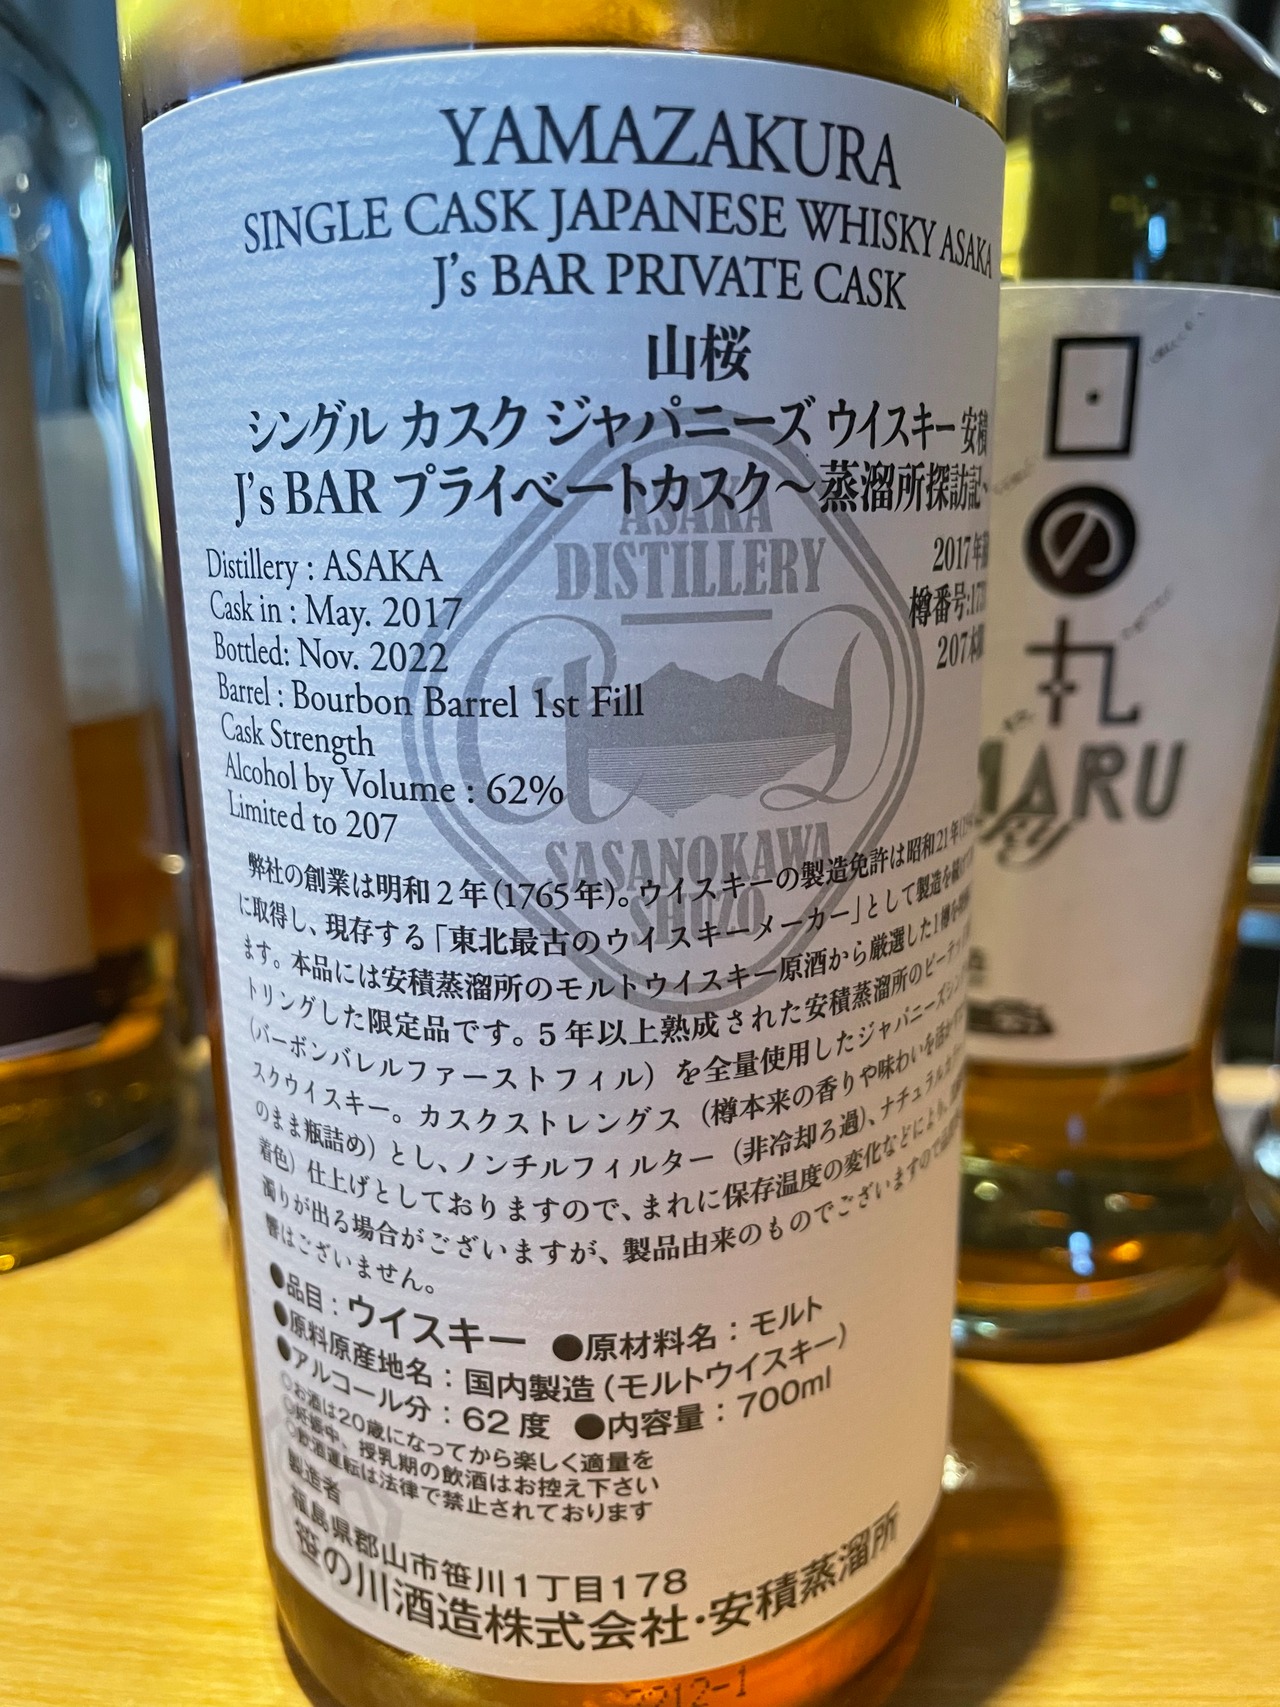 YAMAZAKURA
SINGLE CASK JAPANESE WHISKY ASAKA
J's BAR PRIVATE CASK
山桜
シングル カスク ジャパニーズ ウイスキー 安積
J's BAR プライベートカスク〜蒸溜所探訪記
Distillery : ASAKA
Cask in : May. 2017
Bottled: Nov. 2022
Barrel : Bourbon Barrel 1st Fill
Cask Strength
Alcohol by Volume : 62%
Limited to 207
2017年
樽番号:
207本
ASAKA
DISTILLERY
SASANOKAWA
SHUZO
弊社の創業は明和2年(1765年)。ウイスキーの製造免許は昭和21年
に取得し、現存する「東北最古のウイスキーメーカー」として製造を
ます。本品には安積蒸溜所のモルトウイスキー原酒から厳選した1樽を
トリングした限定品です。5年以上熟成された安積蒸溜所のピーテッド
(バーボンバレルファーストフィル)を全量使用したジャパニーズシン
スクウイスキー。カスクストレングス(樽本来の香りや味わいを
のまま瓶詰め)とし、ノンチルフィルター(非冷却ろ過)、ナチュラル
着色)仕上げとしておりますので、まれに保存温度の変化などにより、
濁りが出る場合がございますが、製品由来のものでございますので
響はございません。
●品目:ウイスキー ●原材料名:モルト
●原料原産地名:国内製造(モルトウイスキー)
●アルコール分:62度 ●内容量:700ml
○お酒は20歳になってから楽しく適量を
○妊娠中、授乳期の飲酒はお控え下さい
○飲酒運転は法律で禁止されております
製造者
福島県郡山市笹川1丁目178
笹の川酒造株式会社・安積蒸溜所
2212-1
日の丸
MARU